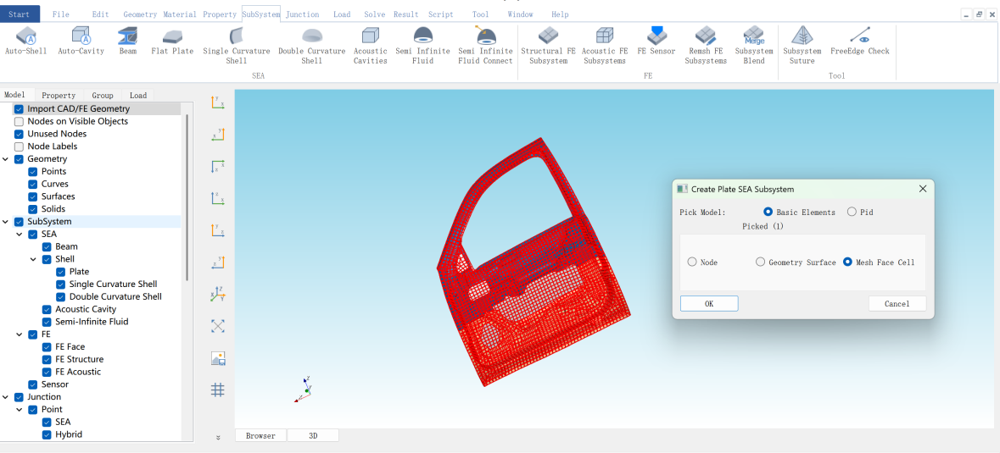 Start File Edit Geometry Material Property SubSystem Junction Load Solve Result Script Tool Window Help
Auto-Shell Auto-Cavity Beam Flat Plate Single Curvature Shell Double Curvature Shell Acoustic Cavities Semi Infinite Fluid Semi Infinite Fluid Connect Structural FE Subsystem Acoustic FE Subsystems FE Sensor Remsh FE Subsystems Merge Subsystem Blend Subsystem Suture FreeEdge Check
SEA FE Tool
Model Property Group Load
Import CAD/FE Geometry
Nodes on Visible Objects
Unused Nodes
Node Labels
Geometry
Points
Curves
Surfaces
Solids
SubSystem
SEA
Beam
Shell
Plate
Single Curvature Shell
Double Curvature Shell
Acoustic Cavity
Semi-Infinite Fluid
FE
FE Face
FE Structure
FE Acoustic
Sensor
Junction
Point
SEA
Hybrid
Create Plate SEA Subsystem
Pick Model: Basic Elements Pid
Picked (1)
Node Geometry Surface Mesh Face Cell
OK Cancel
Browser 3D